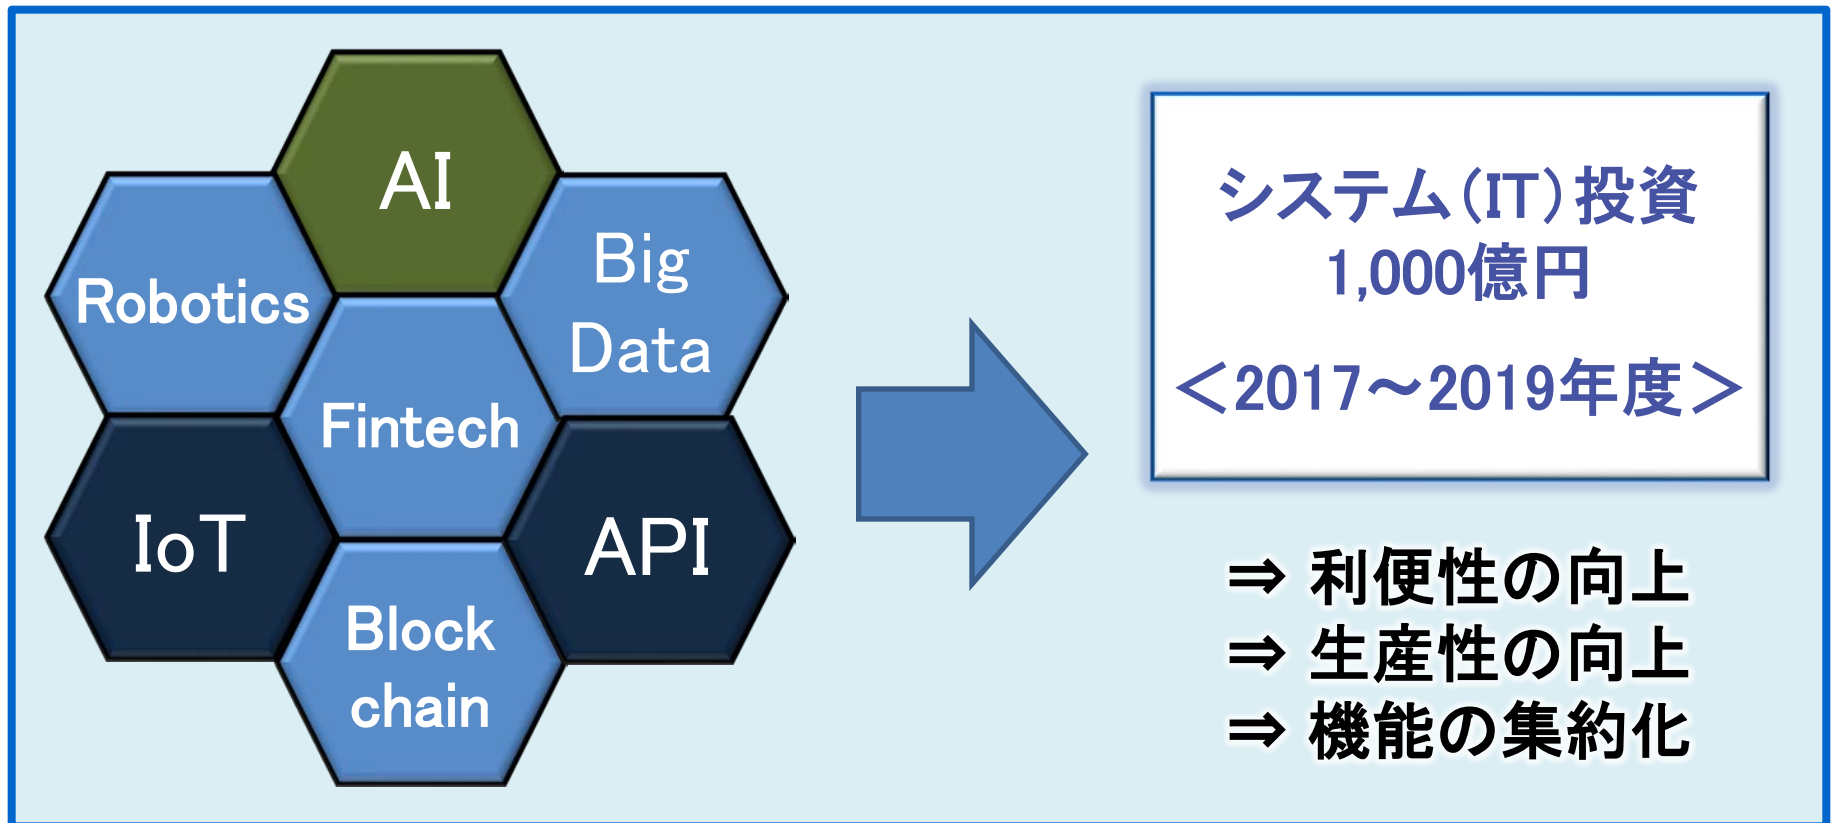 AI
Robotics
Big
Data
Fintech
IoT
API
Block
chain
システム（IT）投資
1,000億円
＜2017～2019年度＞
⇒ 利便性の向上
⇒ 生産性の向上
⇒ 機能の集約化